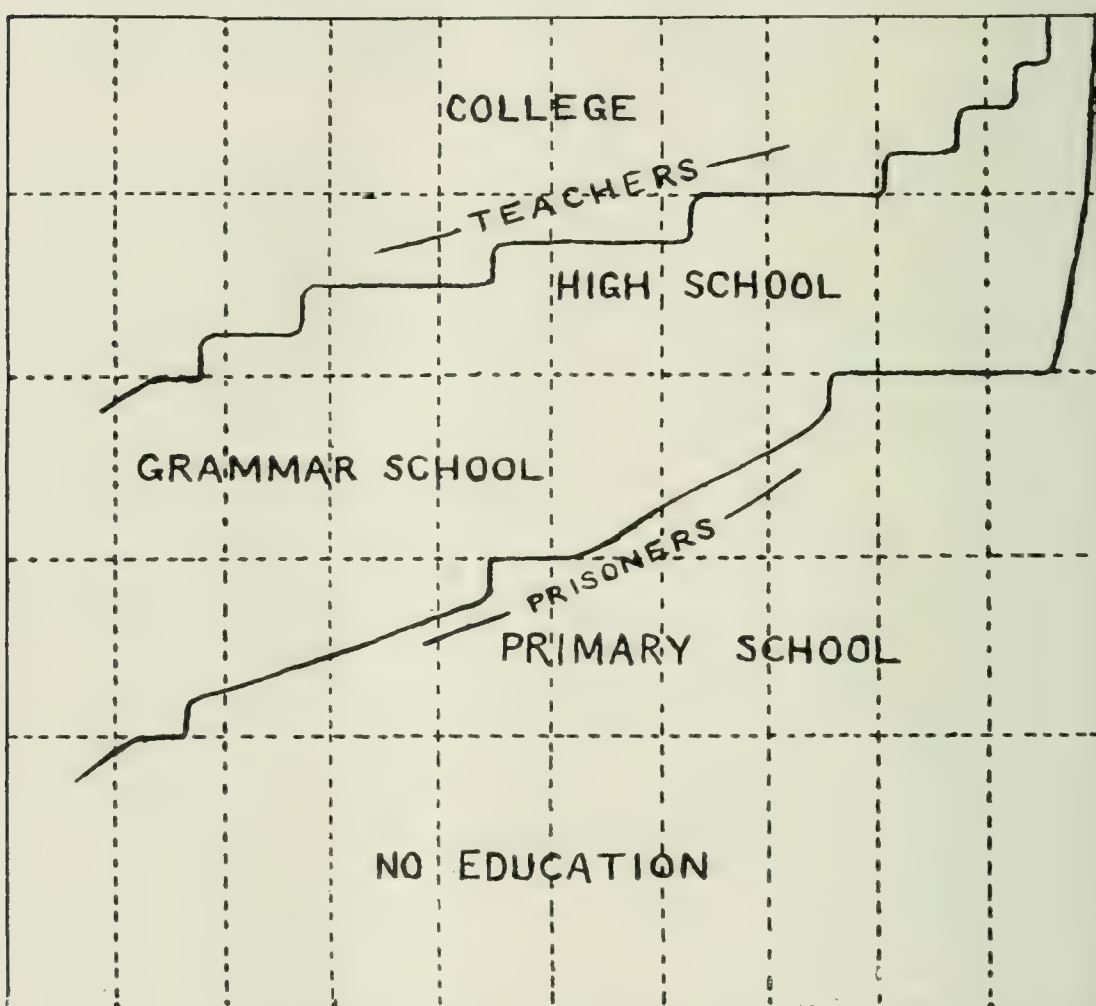 COLLEGE
TEACHERS
HIGH SCHOOL
GRAMMAR SCHOOL
PRISONERS
PRIMARY SCHOOL
NO EDUCATION